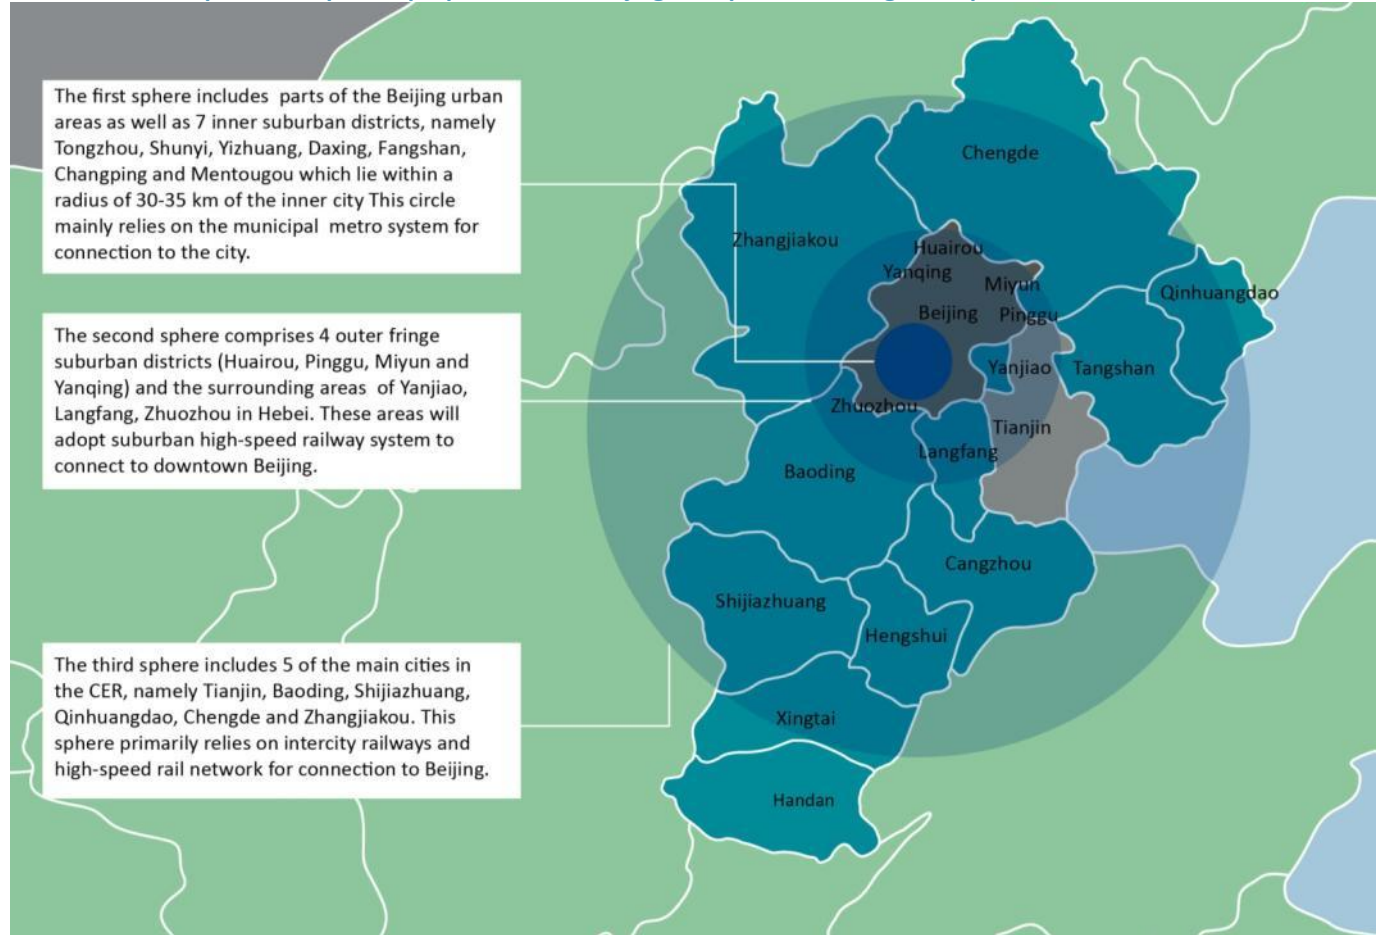 The first sphere includes parts of the Beijing urban
areas as well as 7 inner suburban districts, namely
Tongzhou, Shunyi, Yizhuang, Daxing, Fangshan,
Changping and Mentougou which lie within a
radius of 30-35 km of the inner city This circle
mainly relies on the municipal metro system for
connection to the city.
The second sphere comprises 4 outer fringe
suburban districts (Huairou, Pinggu, Miyun and
Yanqing) and the surrounding areas of Yanjiao,
Langfang, Zhuozhou in Hebei. These areas will
adopt suburban high-speed railway system to
connect to downtown Beijing.
The third sphere includes 5 of the main cities in
the CER, namely Tianjin, Baoding, Shijiazhuang,
Qinhuangdao, Chengde and Zhangjiakou. This
sphere primarily relies on intercity railways and
high-speed rail network for connection to Beijing.
Chengde
Zhangjiakou
Huairou
Yanqing
Miyun
Qinhuangdao
Beijing
Pinggu
Yanjiao
Tangshan
Zhuozhou
Tianjin
Langfang
Baoding
Cangzhou
Shijiazhuang
Hengshui
Xingtai
Handan